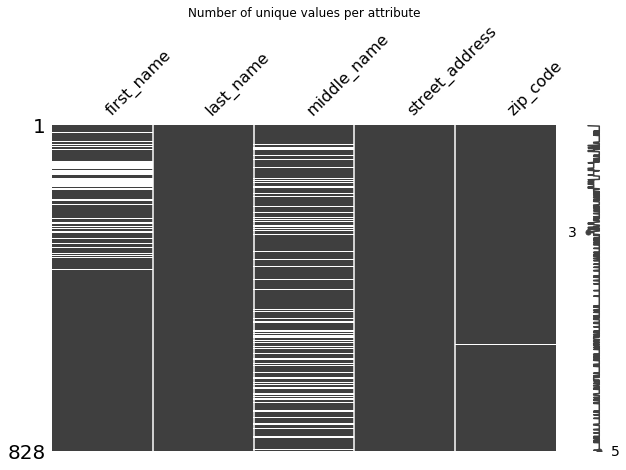 Number of unique values per attribute
first_name
last_name
middle_name
street_address
zip_code
1
3
828
5